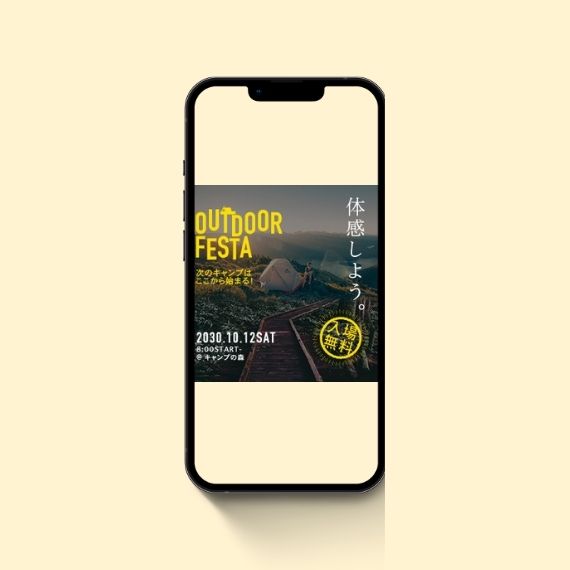 OUTDOOR
FESTA
次のキャンプは
ここから始まる!
体感しよう。
2030.10.12SAT
8:00START-
@キャンプの森
入場
無料